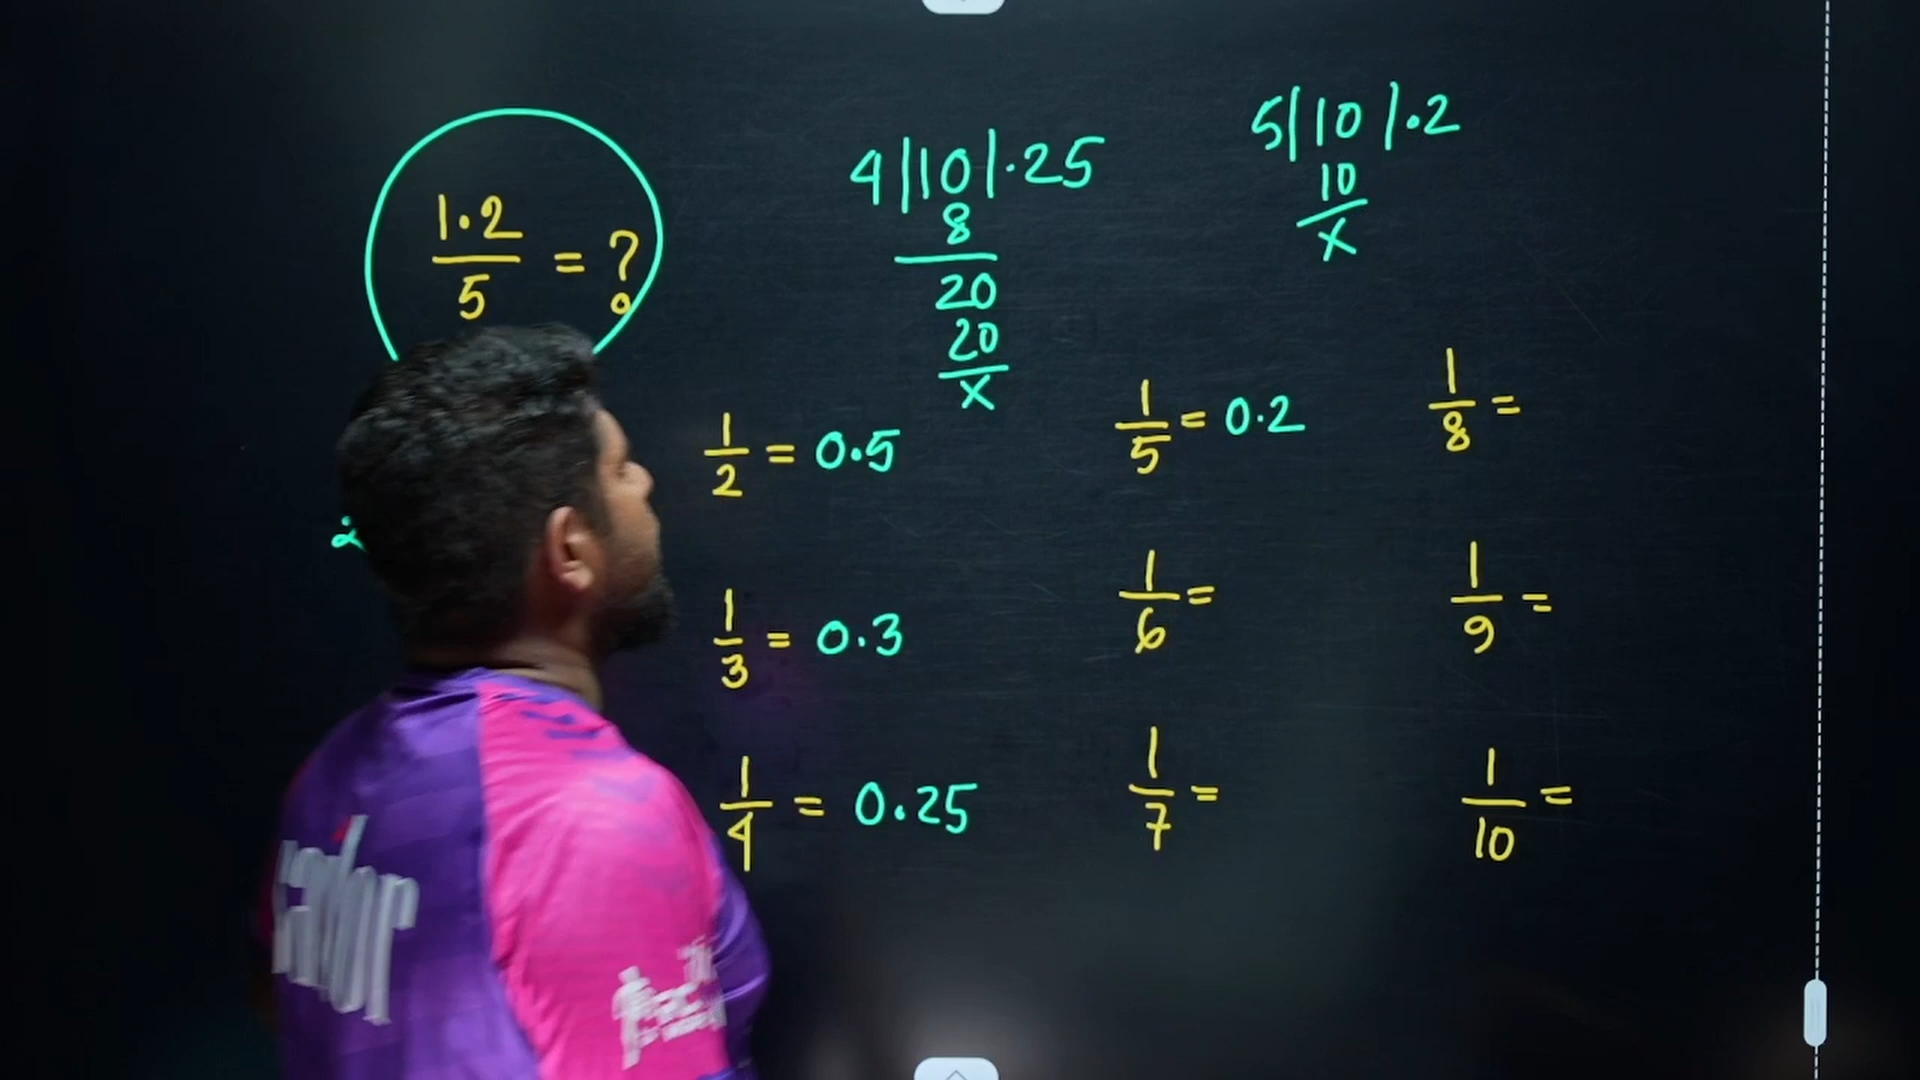 1.2/5 = ?
4|10|.25
8
20
20
x
5|10|.2
10
x
1/2 = 0.5
1/3 = 0.3
1/4 = 0.25
1/5 = 0.2
1/6 =
1/7 =
1/8 =
1/9 =
1/10 =